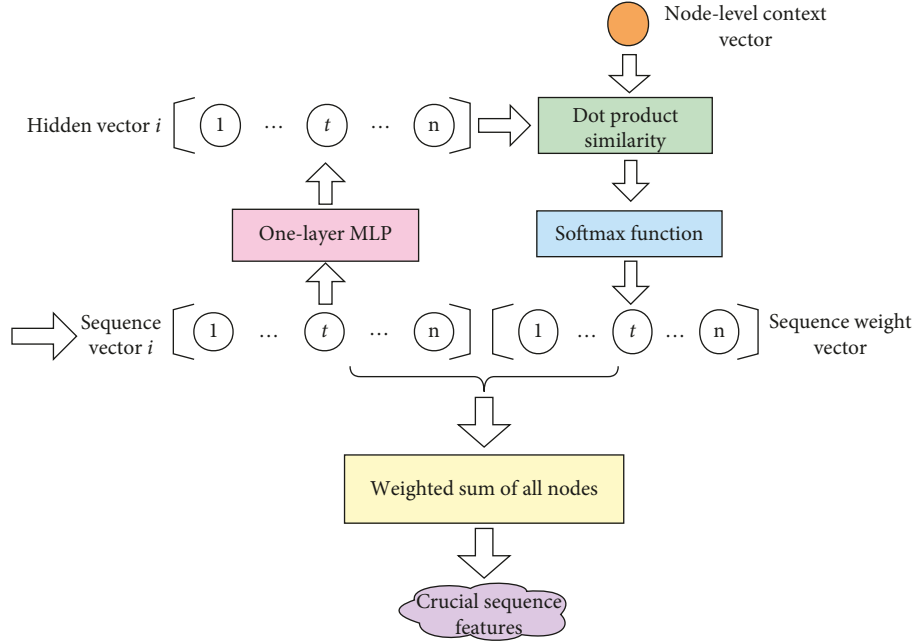 Node-level context
vector
Hidden vector i
1 ... t ... n
Dot product
similarity
One-layer MLP
Softmax function
Sequence
vector i
1 ... t ... n
1 ... t ... n
Sequence weight
vector
Weighted sum of all nodes
Crucial sequence
features